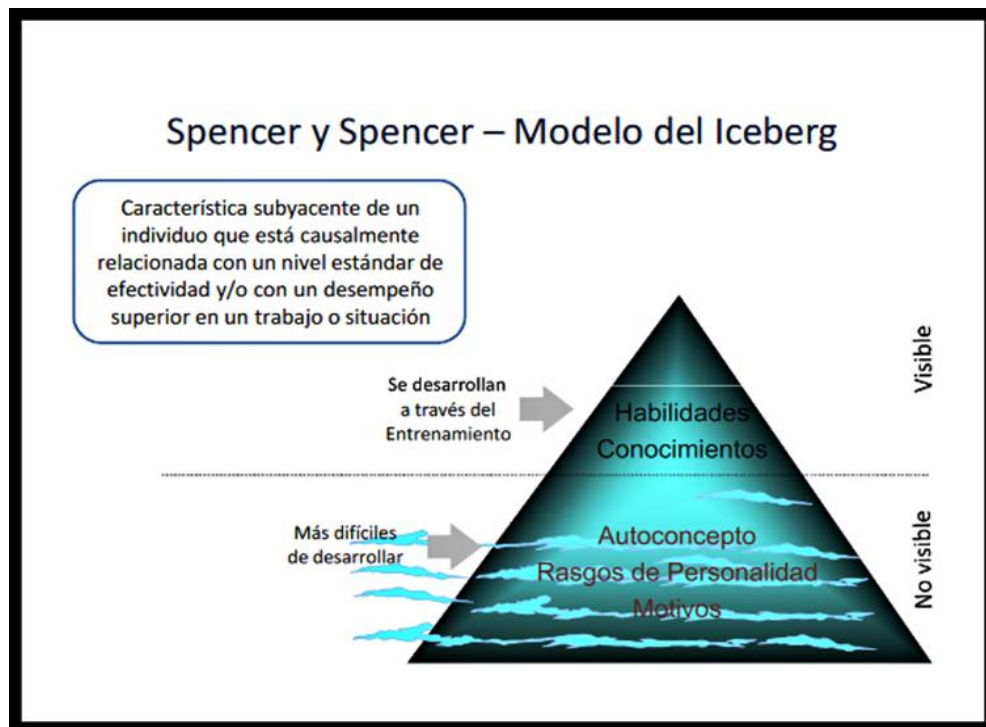 Spencer y Spencer – Modelo del Iceberg
Característica subyacente de un
individuo que está causalmente
relacionada con un nivel estándar de
efectividad y/o con un desempeño
superior en un trabajo o situación
Visible
Se desarrollan
a través del
Entrenamiento
Habilidades
Conocimientos
Más difíciles
de desarrollar
Autoconcepto
Rasgos de Personalidad
Motivos
No visible